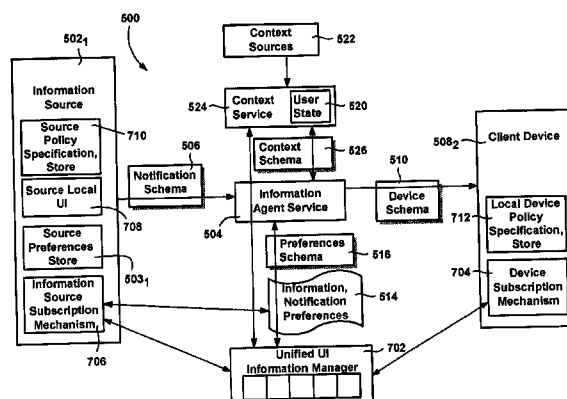 500
502₁
Information
Source
Source
Policy
Specification,
Store
710
Source Local
UI
708
Source
Preferences
Store
503₁
Information
Source
Subscription
Mechanism
706
506
Notification
Schema
Context
Sources
522
524
Context
Service
User
State
520
Context
Schema
526
Information
Agent Service
504
510
Device
Schema
Preferences
Schema
516
Information,
Notification
Preferences
514
Unified UI
Information Manager
702
508₂
Client Device
712
Local Device
Policy
Specification,
Store
704
Device
Subscription
Mechanism